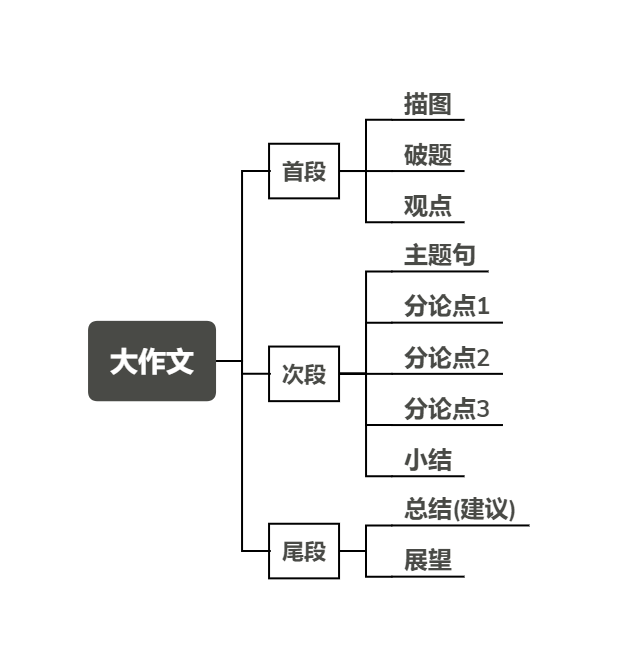 大作文
首段
描图
破题
观点
次段
主题句
分论点1
分论点2
分论点3
小结
尾段
总结(建议)
展望